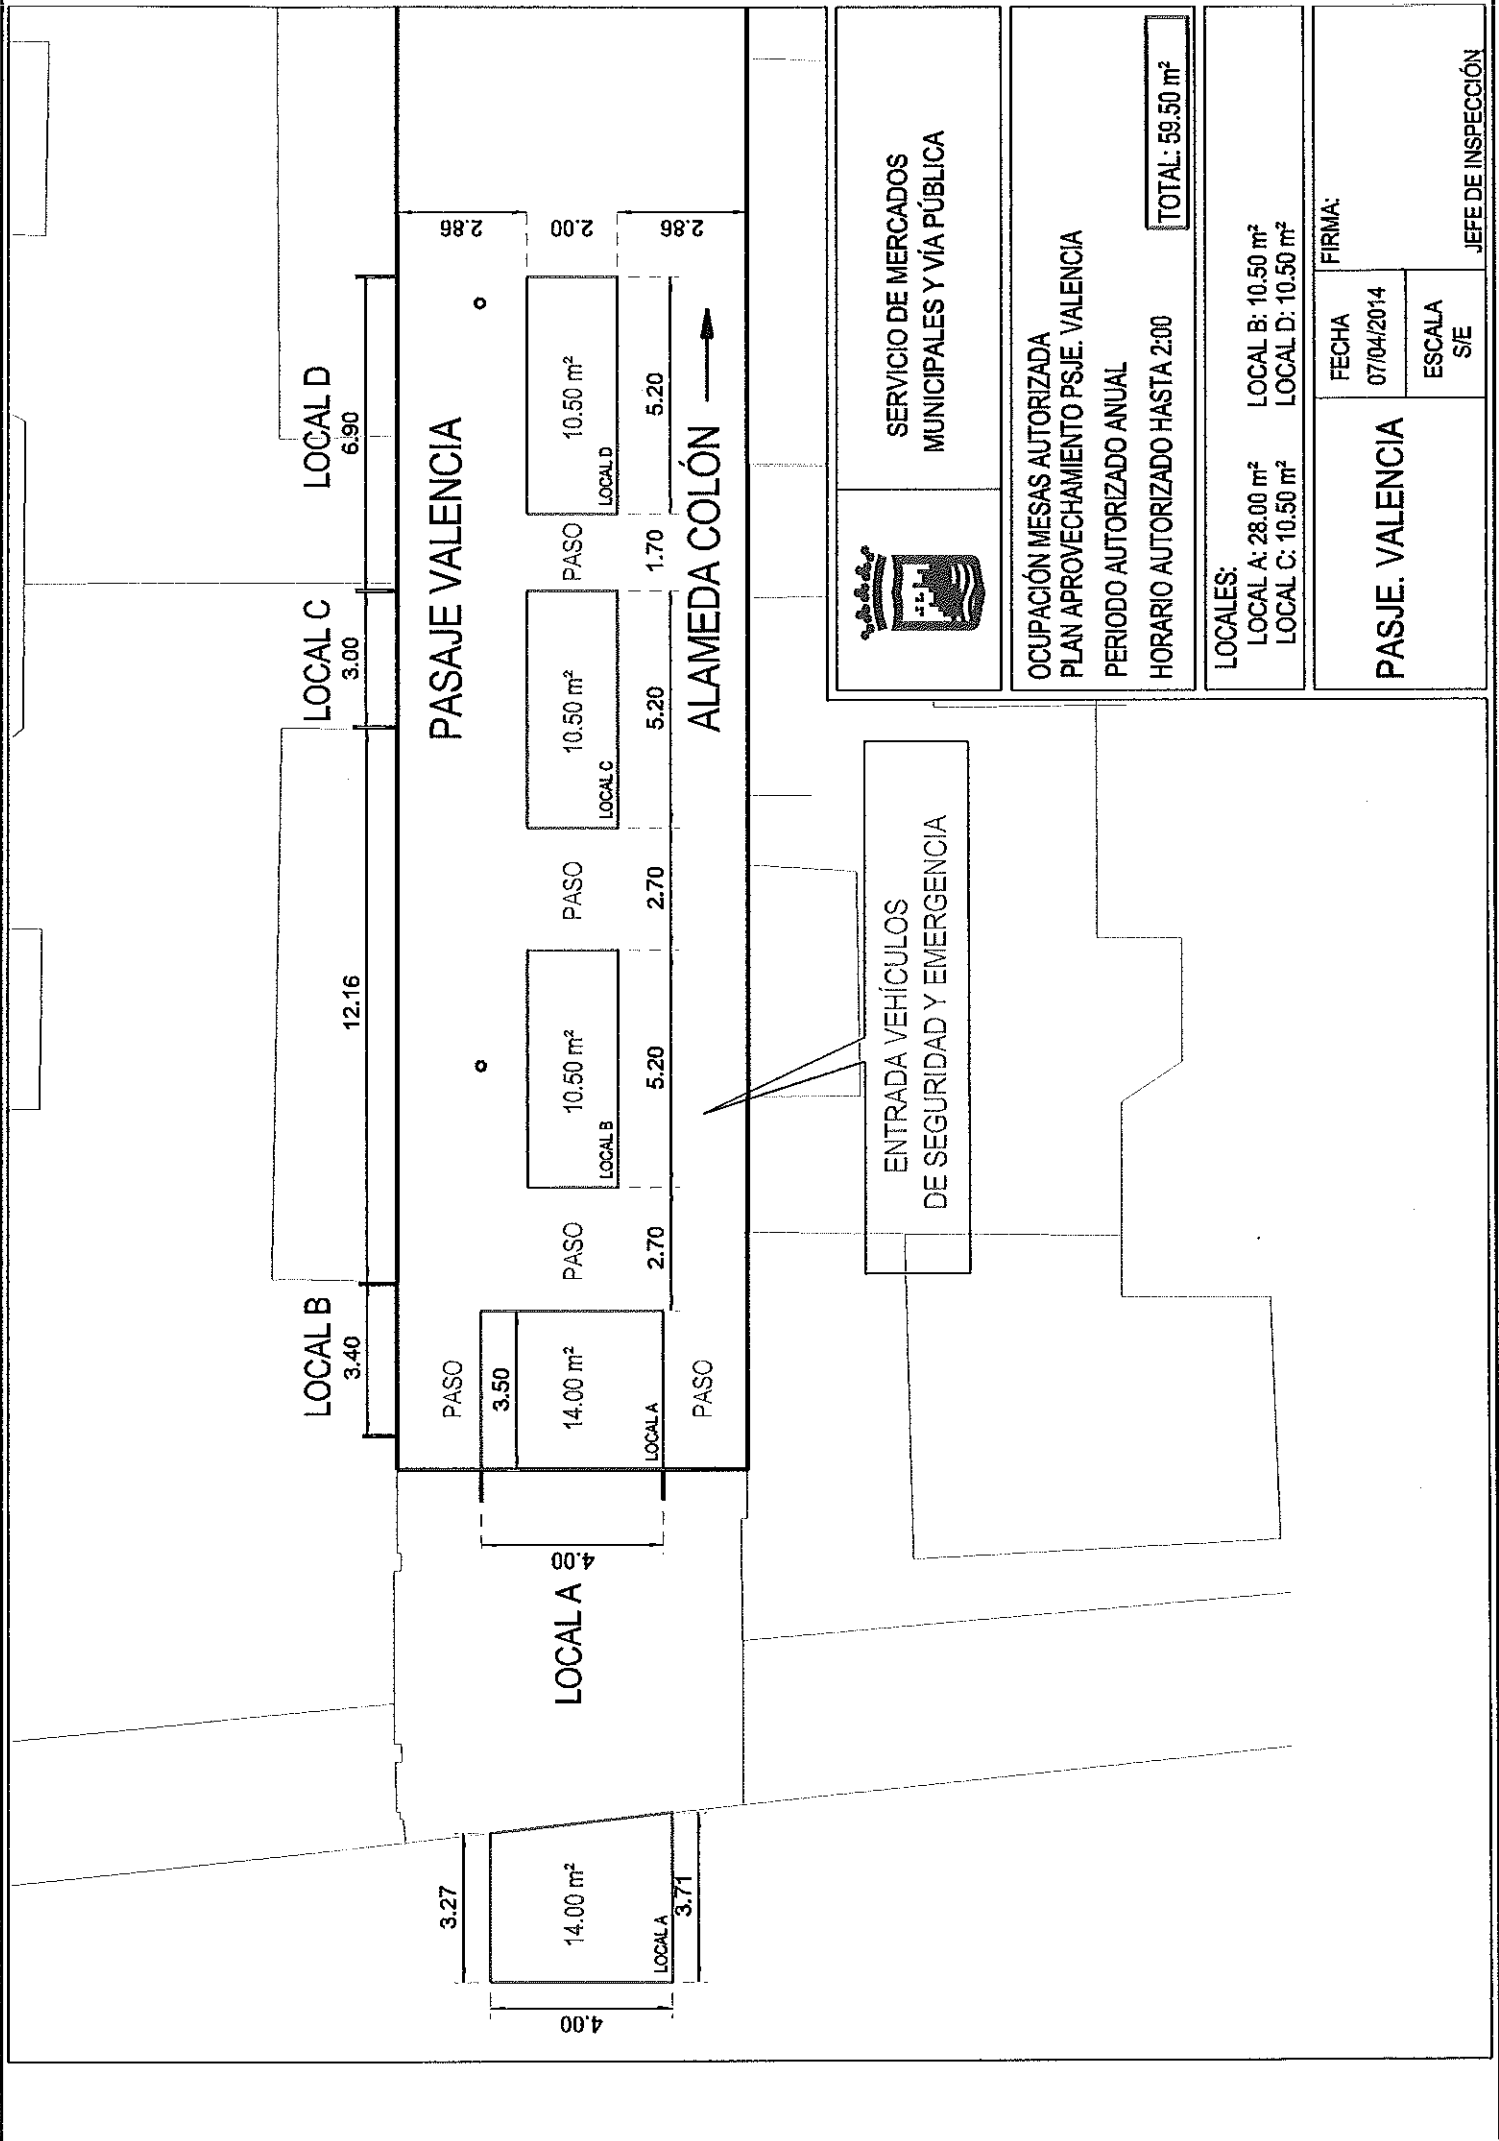 LOCAL B
3.40
12.16
LOCAL C
3.00
LOCAL D
6.90
PASAJE VALENCIA
2.86
2.00
2.86
PASO
3.50
14.00 m²
LOCAL A
PASO
PASO
2.70
10.50 m²
LOCAL B
5.20
PASO
2.70
10.50 m²
LOCAL C
5.20
PASO
1.70
10.50 m²
LOCAL D
5.20
ALAMEDA COLÓN
4.00
LOCAL A
3.27
14.00 m²
LOCAL A
3.71
4.00
ENTRADA VEHÍCULOS
DE SEGURIDAD Y EMERGENCIA
SERVICIO DE MERCADOS
MUNICIPALES Y VÍA PÚBLICA
OCUPACIÓN MESAS AUTORIZADA
PLAN APROVECHAMIENTO PSJE. VALENCIA
PERIODO AUTORIZADO ANUAL
HORARIO AUTORIZADO HASTA 2:00
TOTAL: 59.50 m²
LOCALES:
LOCAL A: 28.00 m² LOCAL B: 10.50 m²
LOCAL C: 10.50 m² LOCAL D: 10.50 m²
PASJE. VALENCIA
FECHA
07/04/2014
ESCALA
S/E
FIRMA:
JEFE DE INSPECCIÓN